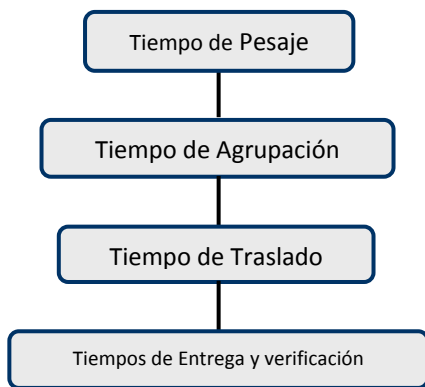 Tiempo de Pesaje
Tiempo de Agrupación
Tiempo de Traslado
Tiempos de Entrega y verificación